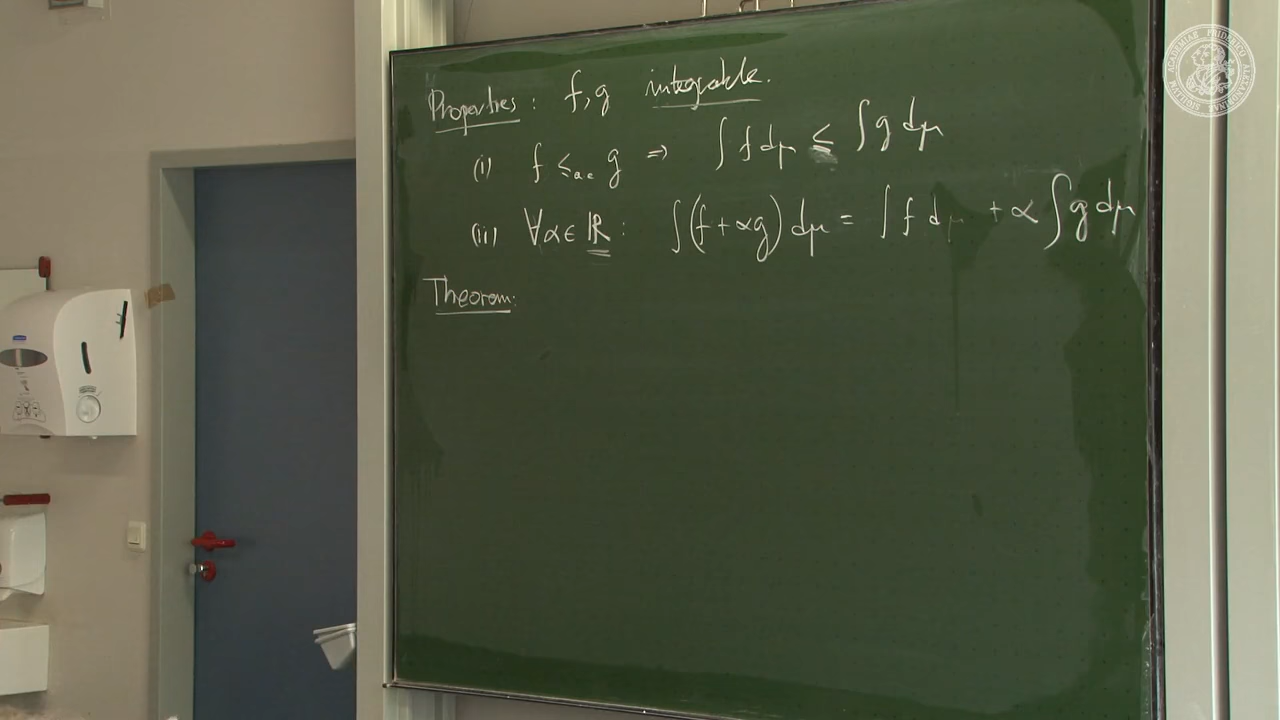 Properties: f, g integrable.
(i) f ≤a.e. g ⇒ ∫ f dμ ≤ ∫ g dμ
(ii) ∀α∈ ℝ: ∫(f + αg) dμ = ∫ f dμ + α ∫ g dμ
Theorem: